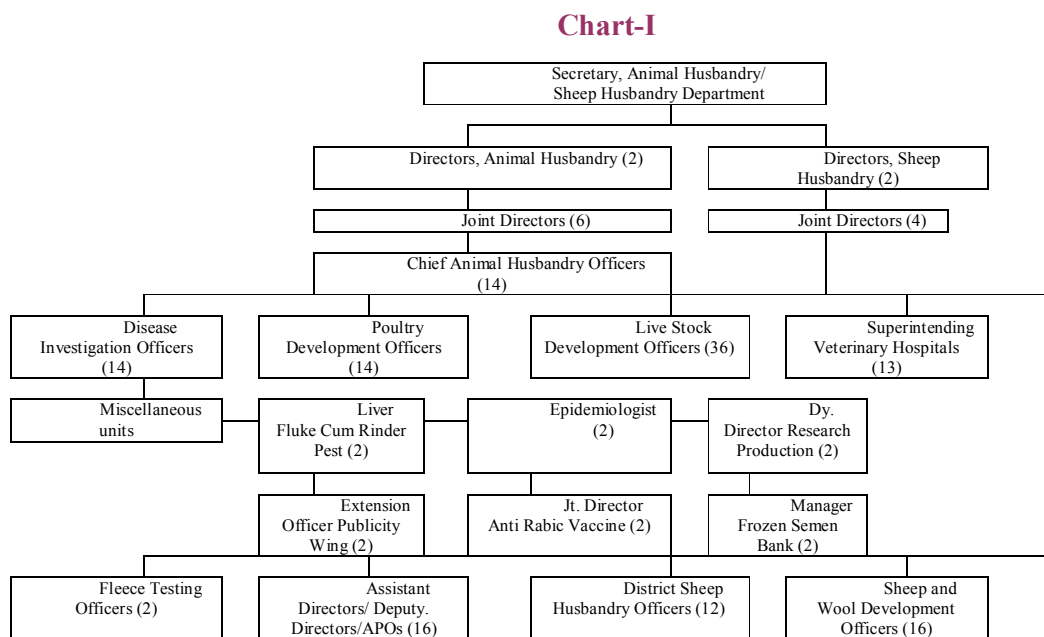 Chart-I
Secretary, Animal Husbandry/
Sheep Husbandry Department
Directors, Animal Husbandry (2)
Directors, Sheep
Husbandry (2)
Joint Directors (6)
Joint Directors (4)
Chief Animal Husbandry Officers
(14)
Disease
Investigation Officers
(14)
Poultry
Development Officers
(14)
Live Stock
Development Officers (36)
Superintending
Veterinary Hospitals
(13)
Miscellaneous
units
Liver
Fluke Cum Rinder
Pest (2)
Epidemiologist
(2)
Dy.
Director Research
Production (2)
Extension
Officer Publicity
Wing (2)
Jt. Director
Anti Rabic Vaccine (2)
Manager
Frozen Semen
Bank (2)
Fleece Testing
Officers (2)
Assistant
Directors/ Deputy.
Directors/APOs (16)
District Sheep
Husbandry Officers (12)
Sheep and
Wool Development
Officers (16)